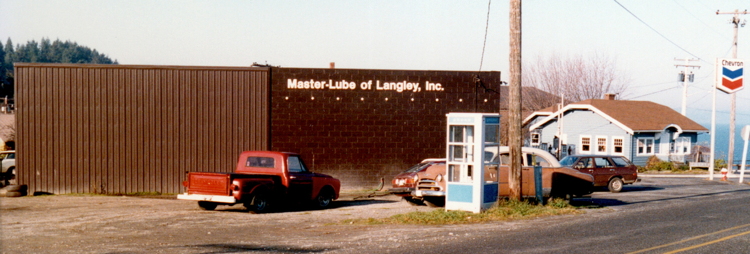 Master-Lube of Langley, Inc.
Chevron